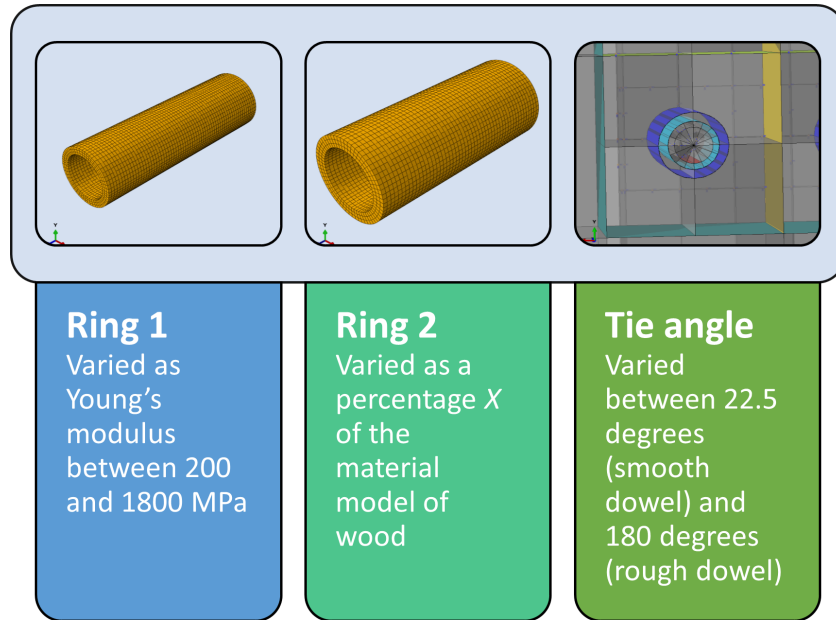 Y
Y
Ring 1
Varied as
Young's
modulus
between 200
and 1800 MPa
Ring 2
Varied as a
percentage X
of the
material
model of
wood
Tie angle
Varied
between 22.5
degrees
(smooth
dowel) and
180 degrees
(rough dowel)